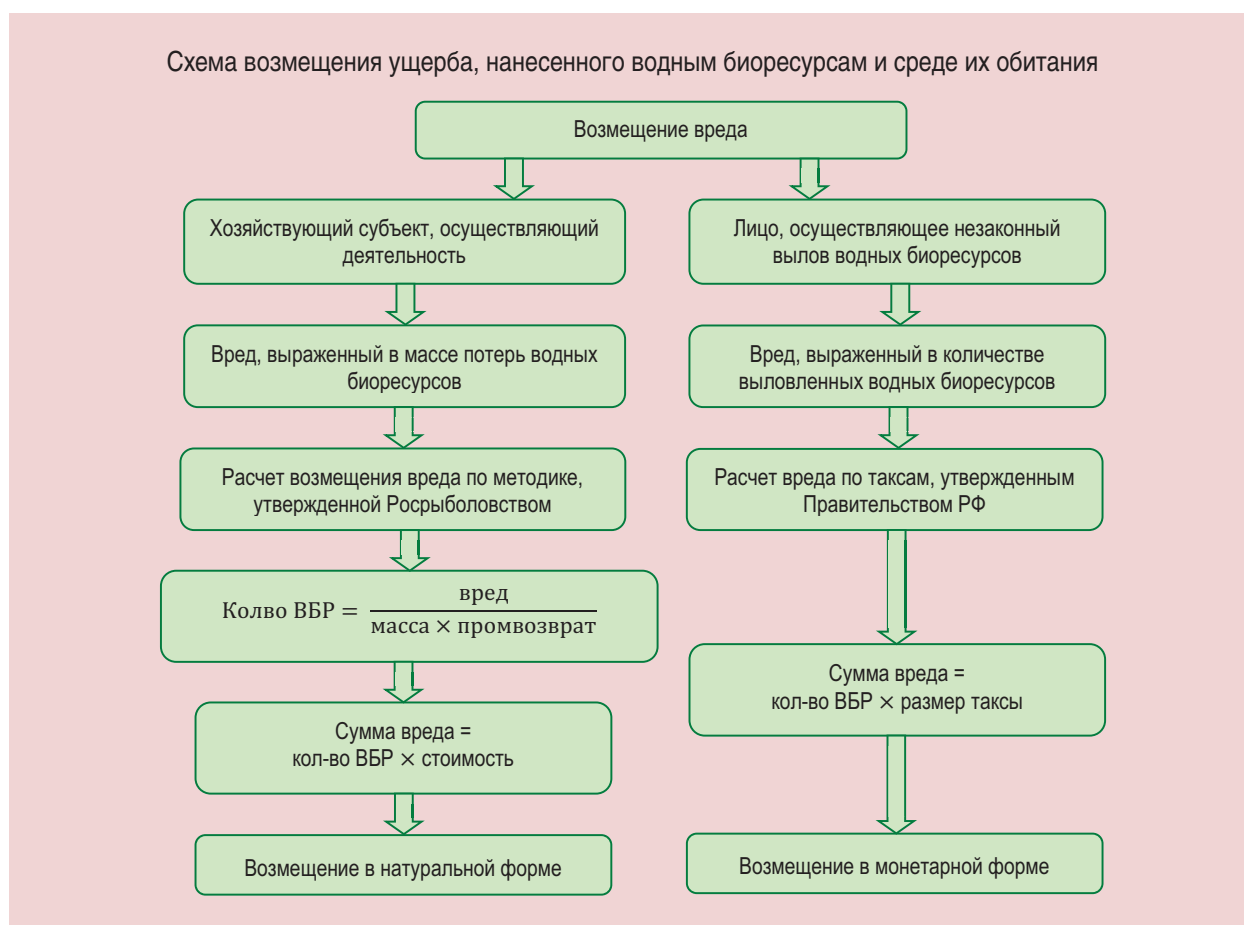 Схема возмещения ущерба, нанесенного водным биоресурсам и среде их обитания
Возмещение вреда
Хозяйствующий субъект, осуществляющий
деятельность
Вред, выраженный в массе потерь водных
биоресурсов
Расчет возмещения вреда по методике,
утвержденной Росрыболовством
Колво ВБР = вред
масса × промвозврат
Сумма вреда =
кол-во ВБР × стоимость
Возмещение в натуральной форме
Лицо, осуществляющее незаконный
вылов водных биоресурсов
Вред, выраженный в количестве
выловленных водных биоресурсов
Расчет вреда по таксам, утвержденным
Правительством РФ
Сумма вреда =
кол-во ВБР × размер таксы
Возмещение в монетарной форме